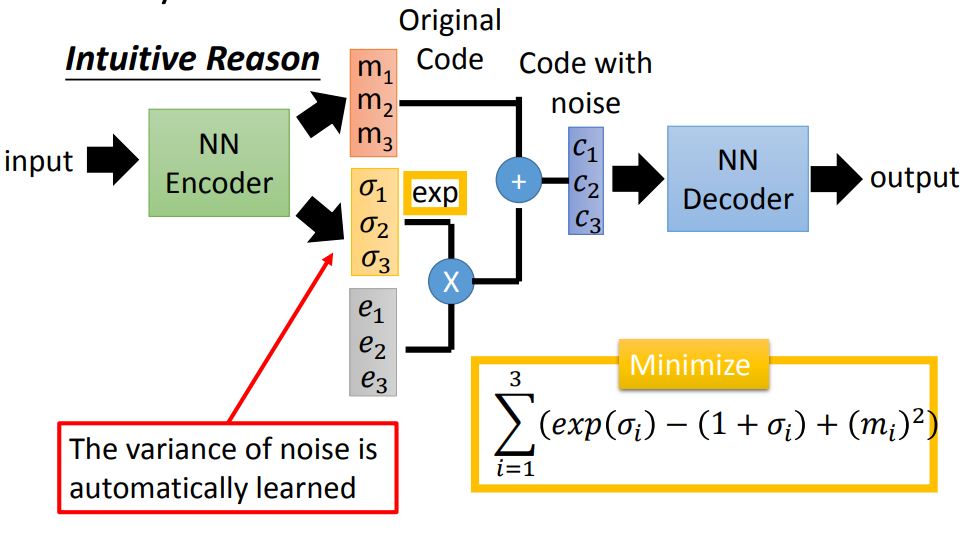 Intuitive Reason
Original
Code
Code with
noise
input
NN
Encoder
m₁
m₂
m₃
σ₁
σ₂
σ₃
exp
e₁
e₂
e₃
X
+
c₁
c₂
c₃
NN
Decoder
output
The variance of noise is
automatically learned
Minimize
3
∑(exp(σᵢ) − (1 + σᵢ) + (mᵢ)²)
i=1